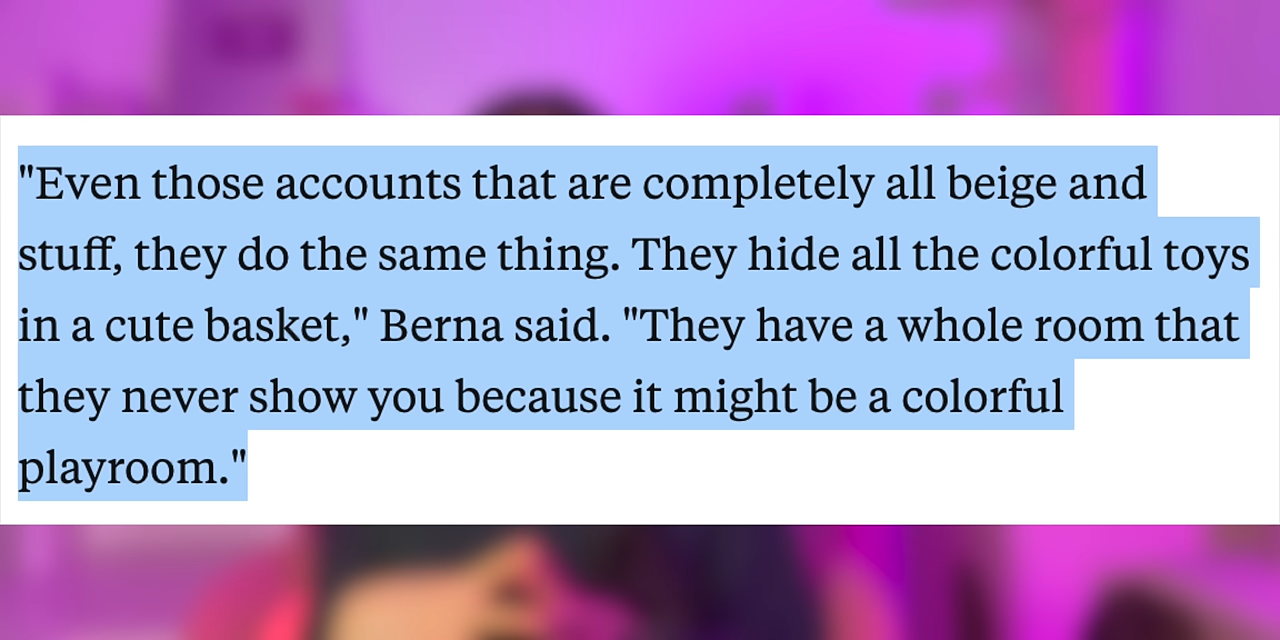 "Even those accounts that are completely all beige and
stuff, they do the same thing. They hide all the colorful toys
in a cute basket," Berna said. "They have a whole room that
they never show you because it might be a colorful
playroom."